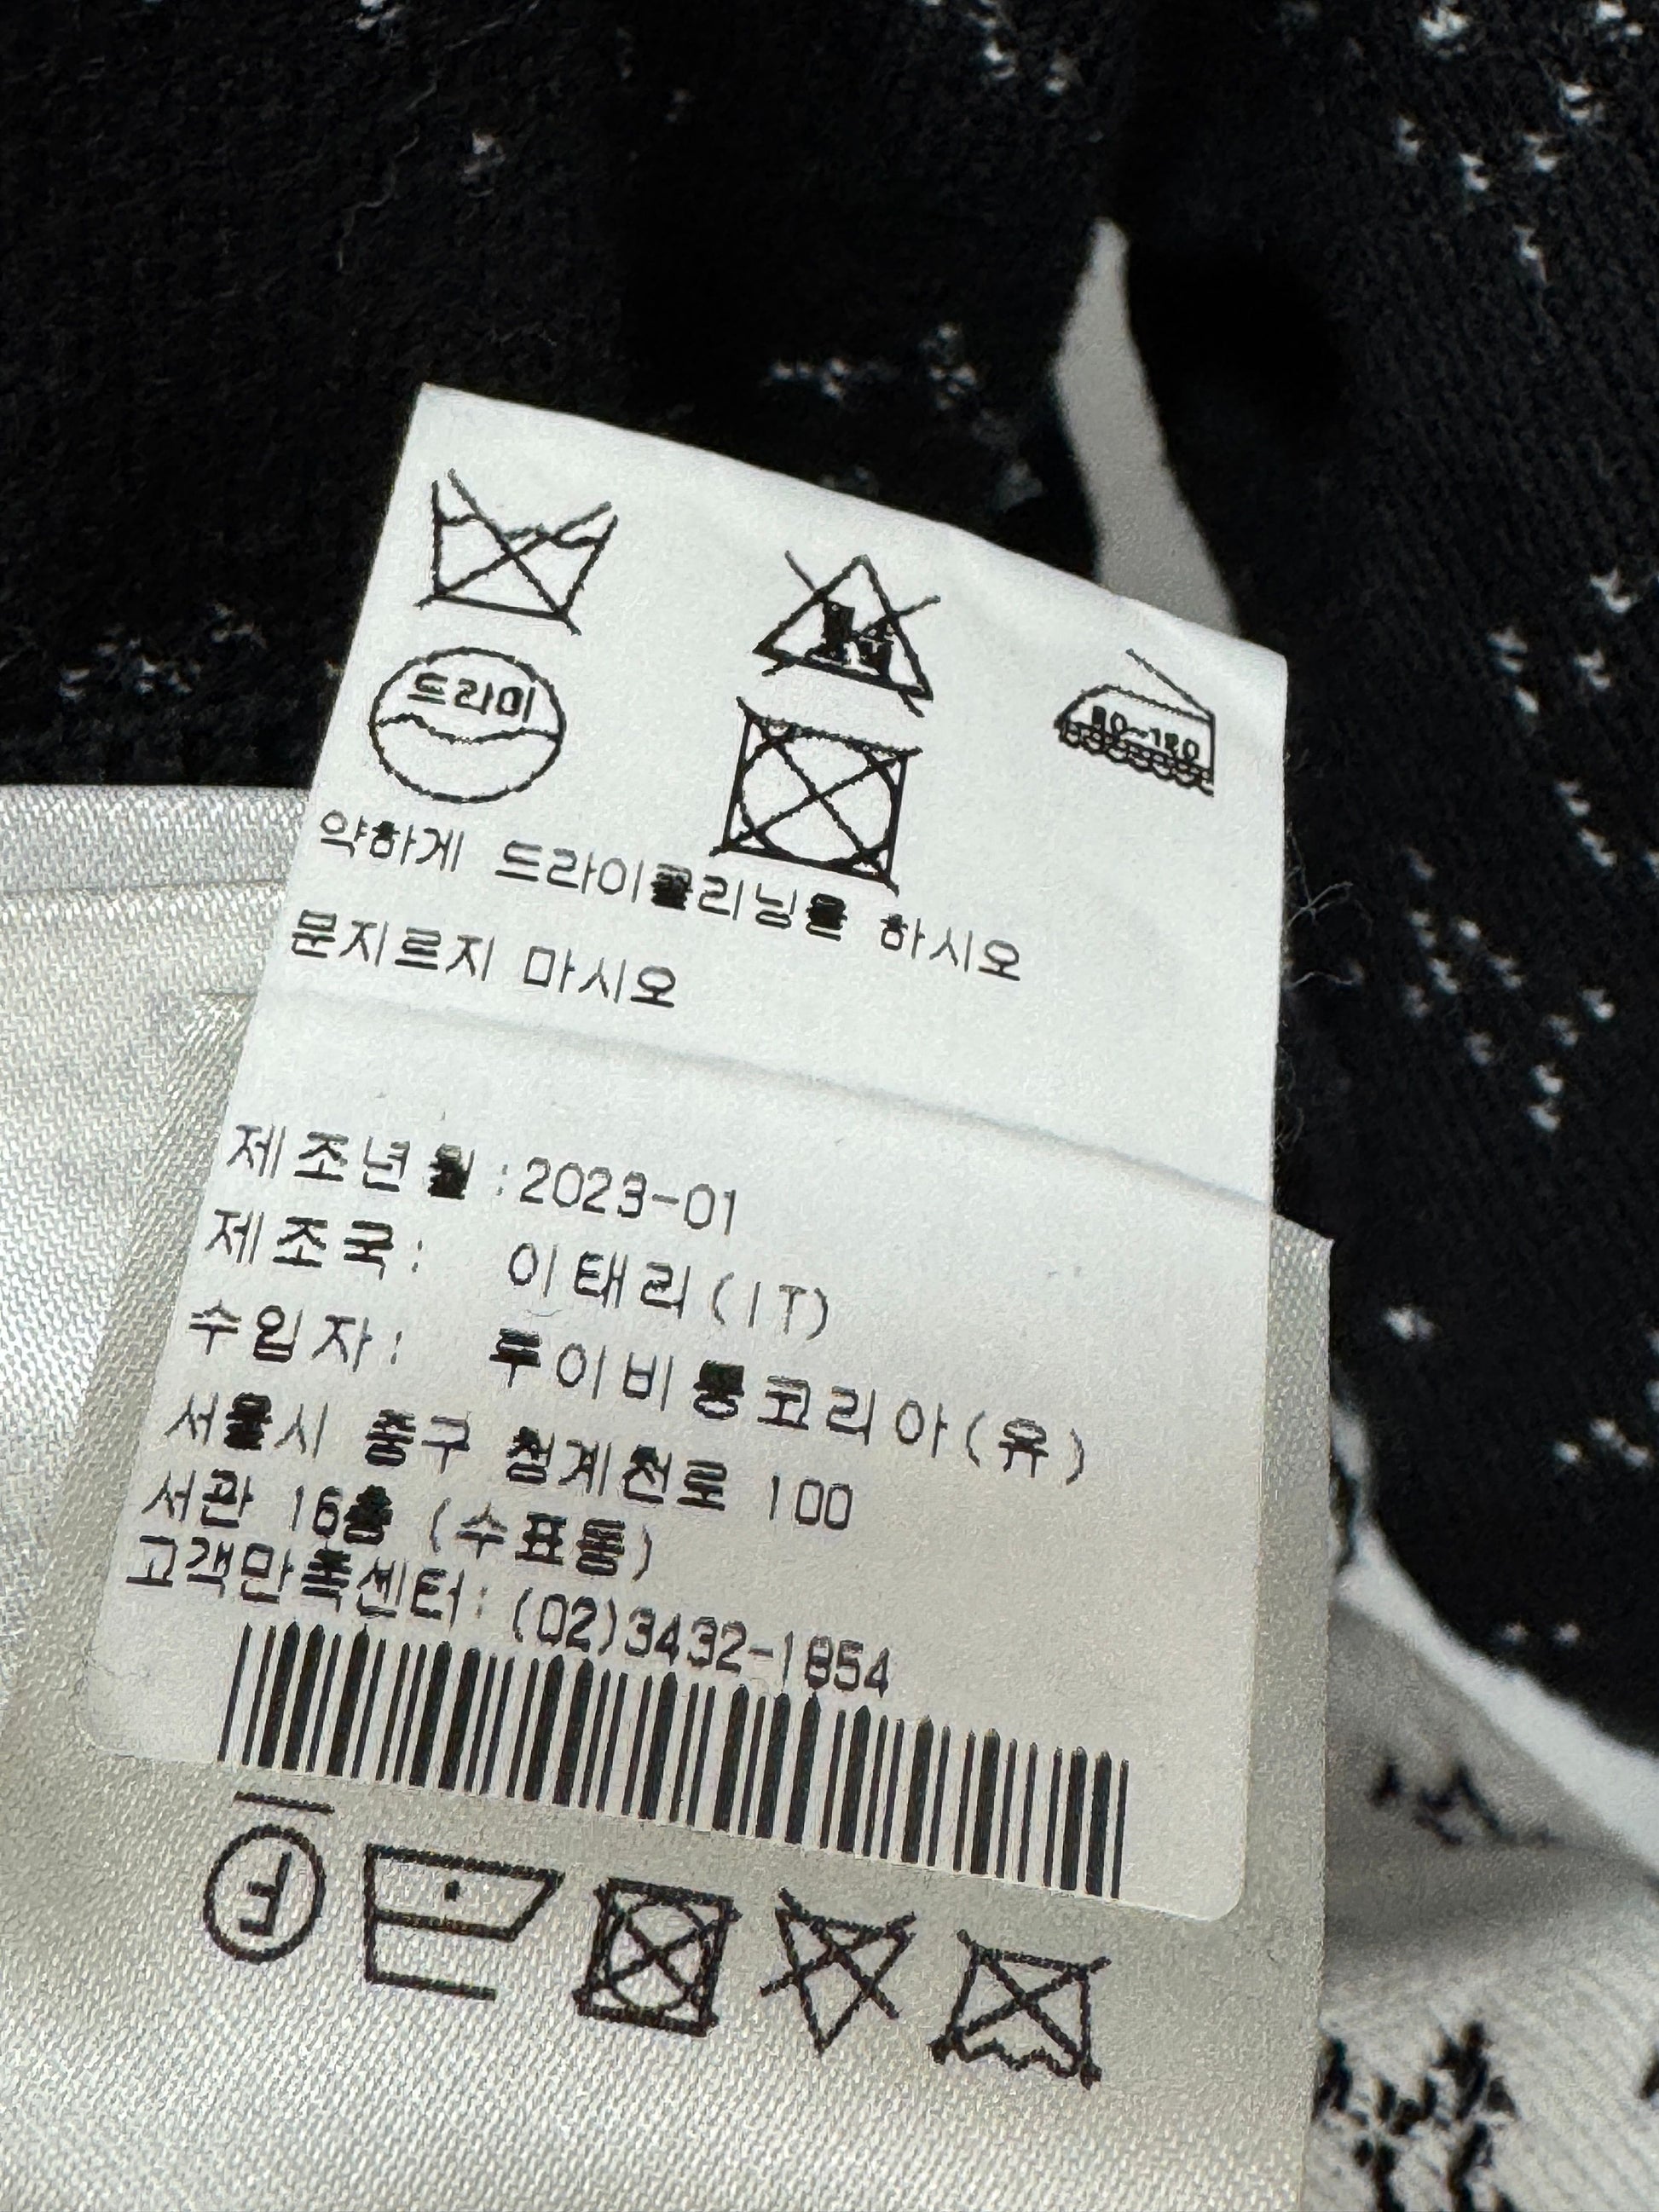 드라이
80~120
약하게 드라이클리닝을 하시오
문지르지 마시오
제조년월:2023-01
제조국: 이태리(IT)
수입자: 루이비통코리아(유)
서울시 중구 청계천로 100
서관 16층 (수표동)
고객만족센터: (02)3432-1854
F